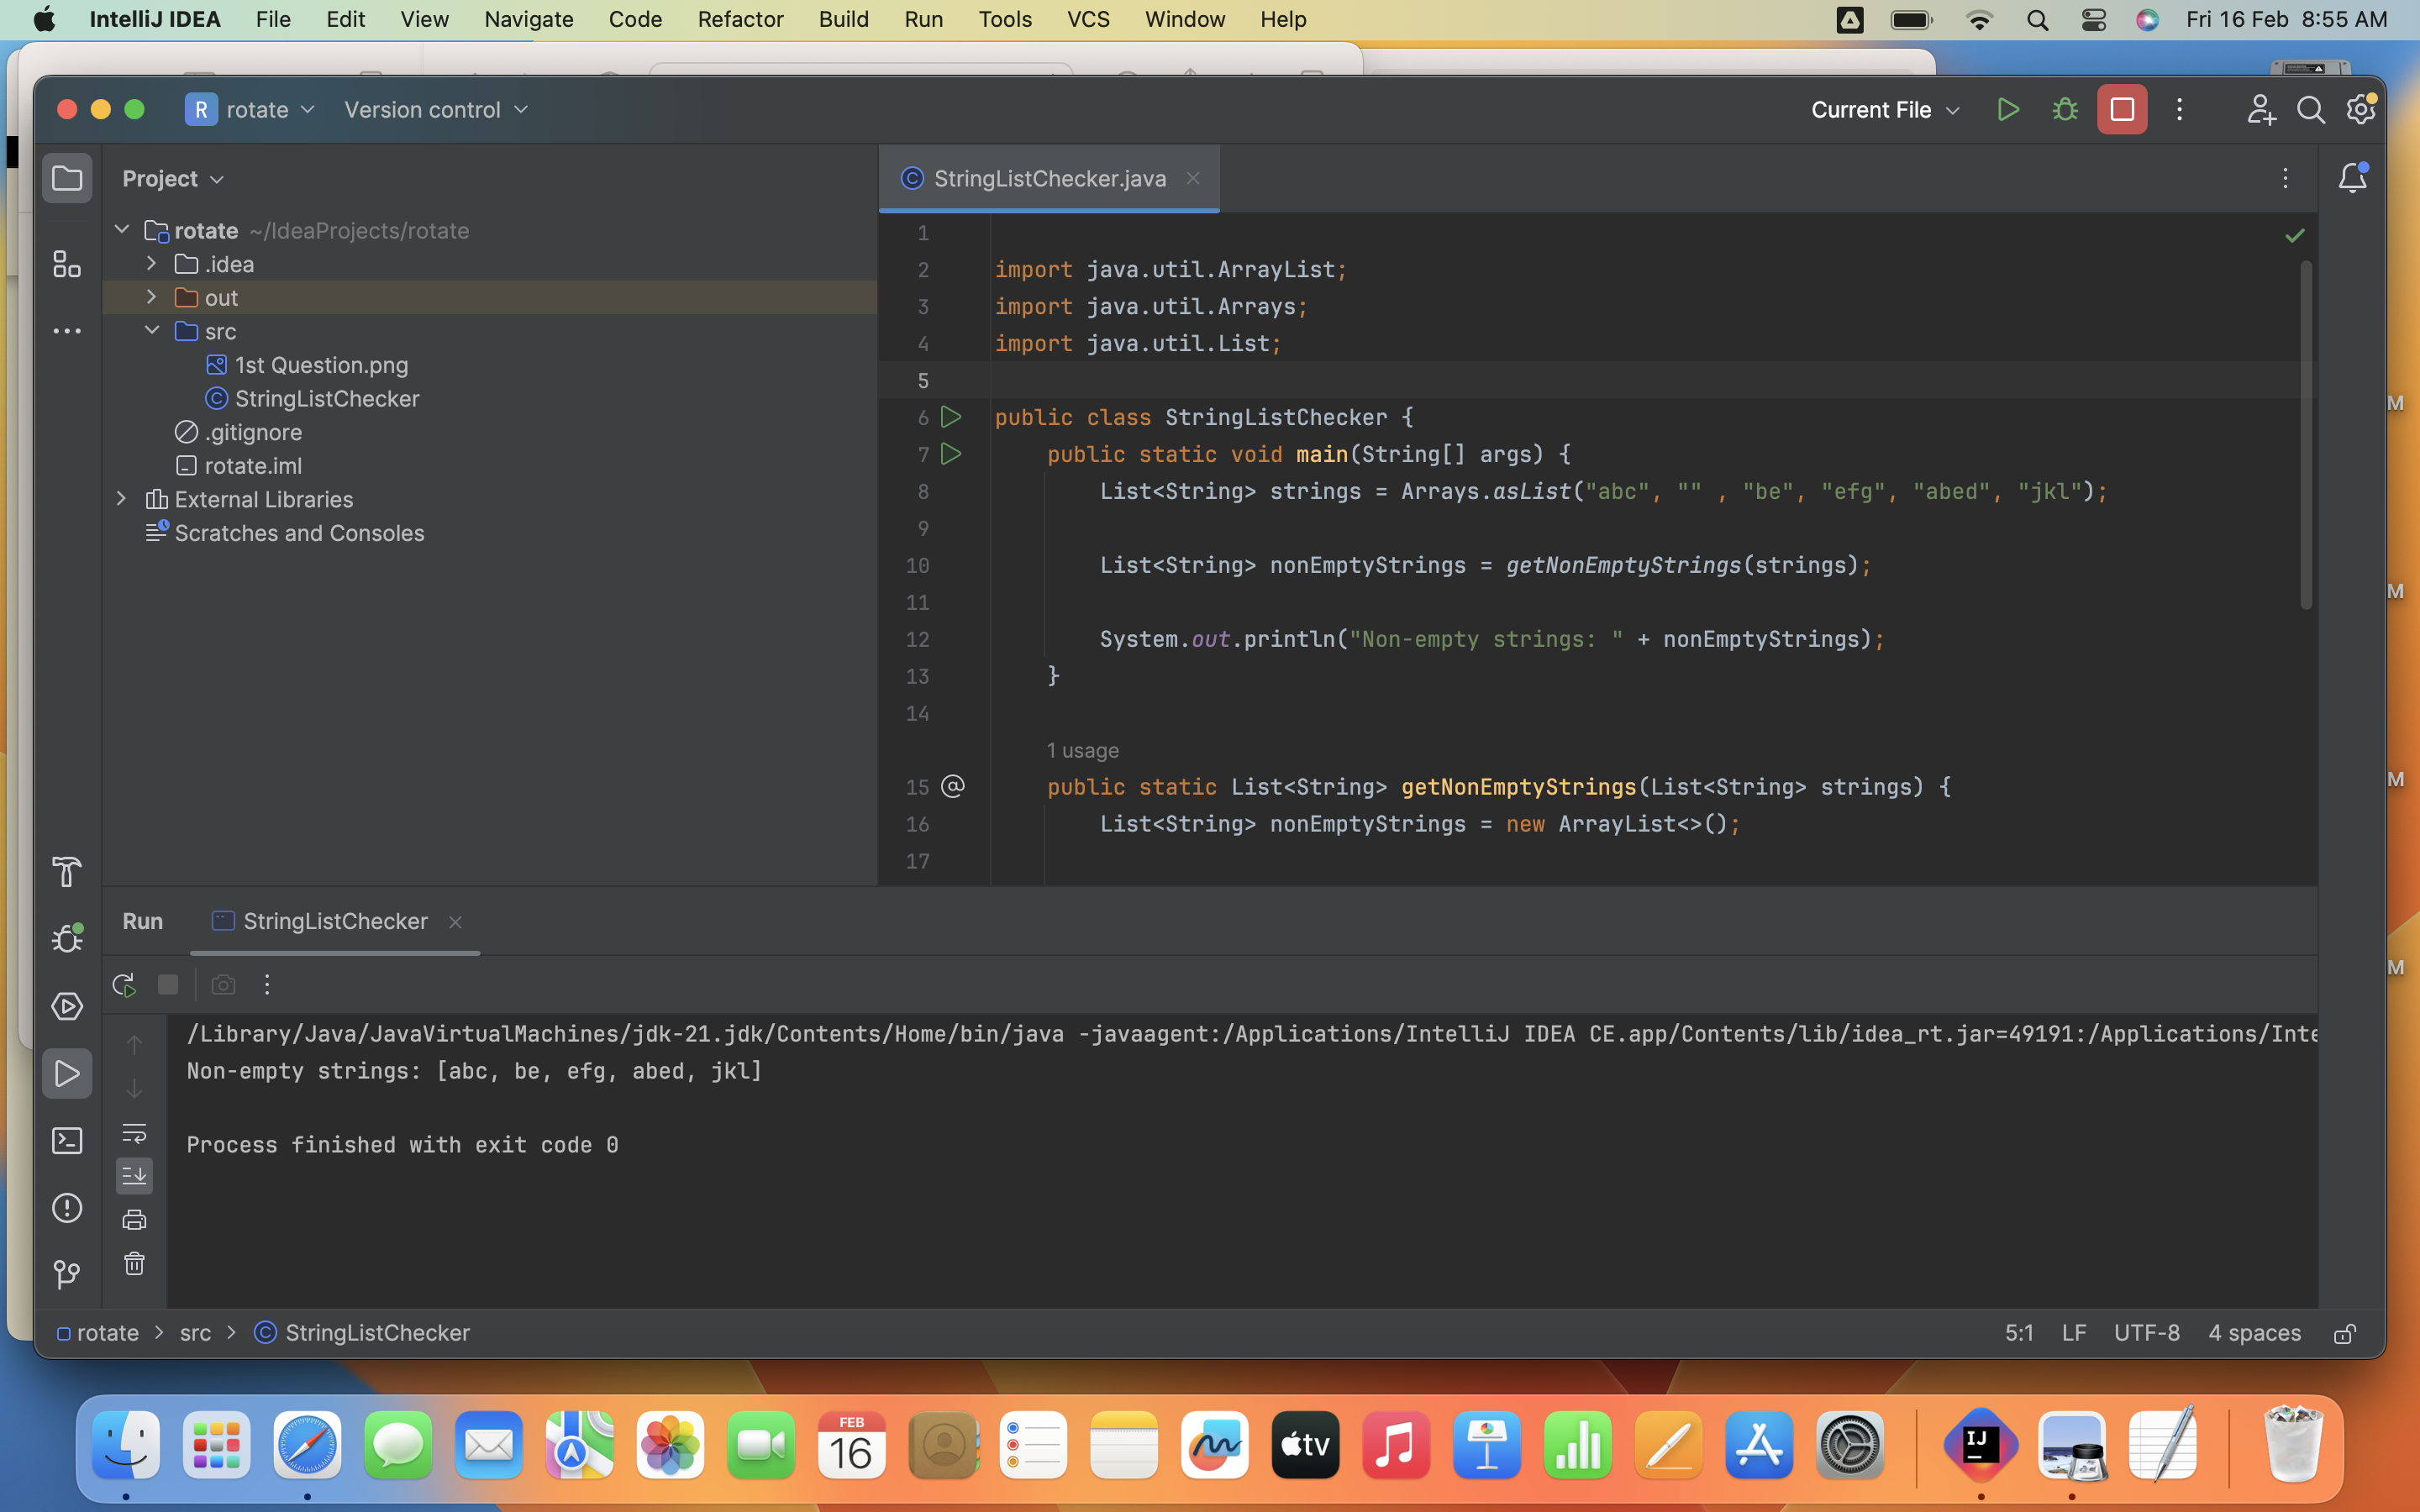 IntelliJ IDEA File Edit View Navigate Code Refactor Build Run Tools VCS Window Help Fri 16 Feb 8:55 AM
R rotate Version control Current File
Project
StringListChecker.java
rotate ~/IdeaProjects/rotate
.idea
out
src
1st Question.png
StringListChecker
.gitignore
rotate.iml
External Libraries
Scratches and Consoles
1
2 import java.util.ArrayList;
3 import java.util.Arrays;
4 import java.util.List;
5
6 public class StringListChecker {
7 public static void main(String[] args) {
8 List<String> strings = Arrays.asList("abc", "" , "be", "efg", "abed", "jkl");
9
10 List<String> nonEmptyStrings = getNonEmptyStrings(strings);
11
12 System.out.println("Non-empty strings: " + nonEmptyStrings);
13 }
14
1 usage
15 @ public static List<String> getNonEmptyStrings(List<String> strings) {
16 List<String> nonEmptyStrings = new ArrayList<>();
17
M
M
M
M
Run StringListChecker
/Library/Java/JavaVirtualMachines/jdk-21.jdk/Contents/Home/bin/java -javaagent:/Applications/IntelliJ IDEA CE.app/Contents/lib/idea_rt.jar=49191:/Applications/Inte
Non-empty strings: [abc, be, efg, abed, jkl]
Process finished with exit code 0
rotate > src > StringListChecker 5:1 LF UTF-8 4 spaces
FEB
16
tv
IJ